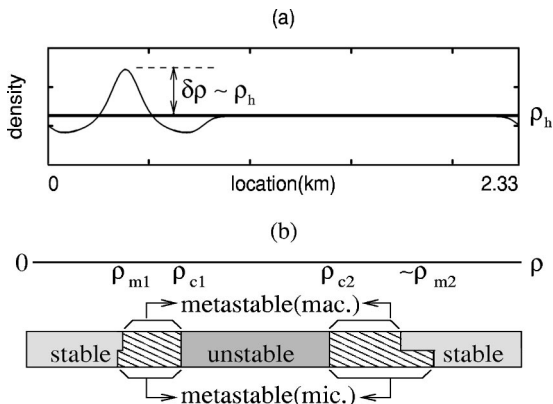 (a)
density
δρ ~ ρh
ρh
0 location(km) 2.33
(b)
0 ρ
ρm1 ρc1 ρc2 ~ρm2
metastable(mac.)
stable unstable stable
metastable(mic.)